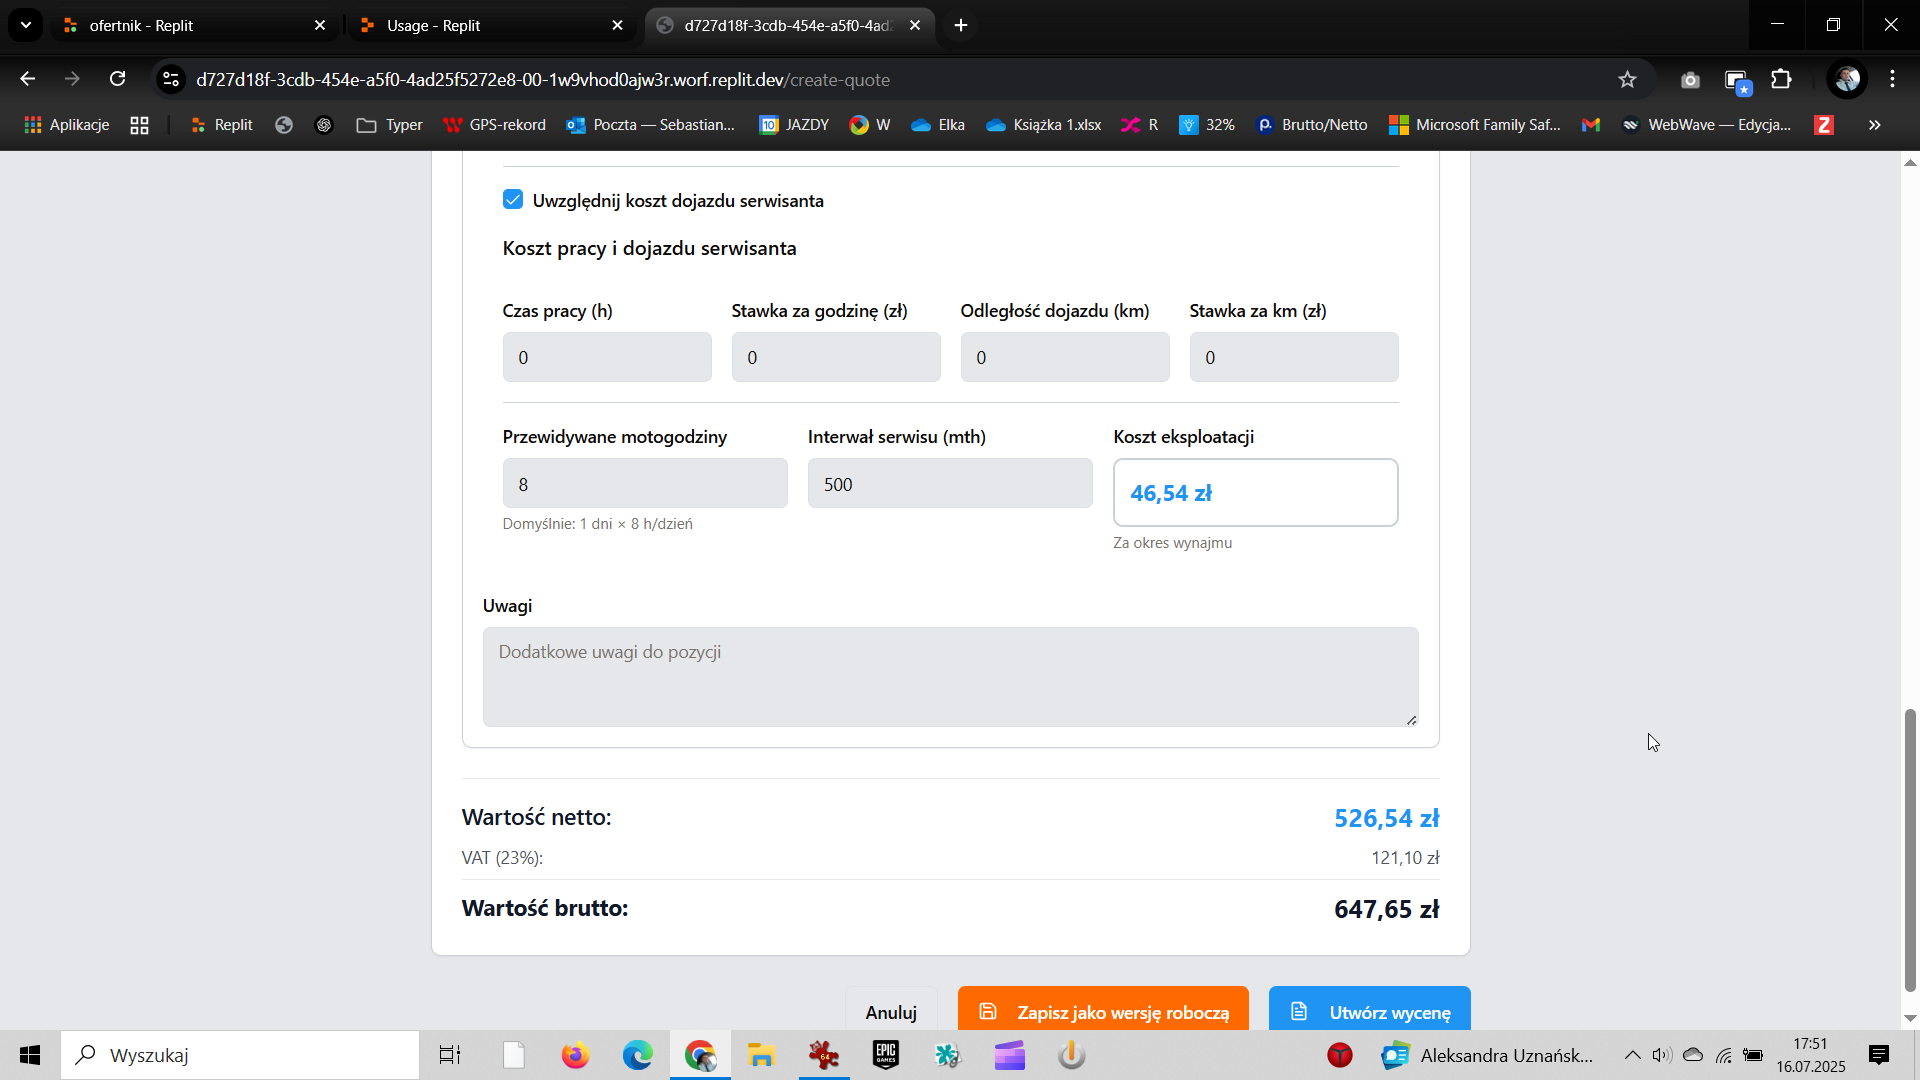 ofertnik - Replit
Usage - Replit
d727d18f-3cdb-454e-a5f0-4ad2
d727d18f-3cdb-454e-a5f0-4ad25f5272e8-00-1w9vhod0ajw3r.worf.replit.dev/create-quote
Aplikacje
Replit
Typer
GPS-rekord
Poczta — Sebastian...
10 JAZDY
W
Elka
Książka 1.xlsx
R
32%
Brutto/Netto
Microsoft Family Saf...
WebWave — Edycja...
Z
»
Uwzględnij koszt dojazdu serwisanta
Koszt pracy i dojazdu serwisanta
Czas pracy (h) Stawka za godzinę (zł) Odległość dojazdu (km) Stawka za km (zł)
0 0 0 0
Przewidywane motogodziny Interwał serwisu (mth) Koszt eksploatacji
8 500 46,54 zł
Domyślnie: 1 dni × 8 h/dzień
Za okres wynajmu
Uwagi
Dodatkowe uwagi do pozycji
Wartość netto: 526,54 zł
VAT (23%): 121,10 zł
Wartość brutto: 647,65 zł
Anuluj Zapisz jako wersję roboczą Utwórz wycenę
Wyszukaj
64
EPIC GAMES
Aleksandra Uznańsk...
17:51
16.07.2025